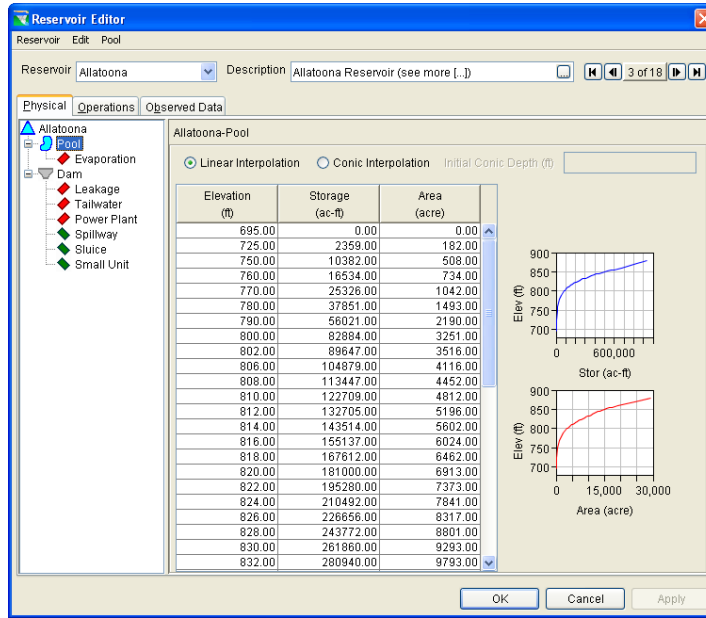 Reservoir Editor
Reservoir Edit Pool
Reservoir Allatoona Description Allatoona Reservoir (see more [...]) ... 3 of 18
Physical Operations Observed Data
Allatoona
Pool
Evaporation
Dam
Leakage
Tailwater
Power Plant
Spillway
Sluice
Small Unit
Allatoona-Pool
Linear Interpolation Conic Interpolation Initial Conic Depth (ft)
Elevation Storage Area
(ft) (ac-ft) (acre)
695.00 0.00 0.00
725.00 2359.00 182.00
750.00 10382.00 508.00
760.00 16534.00 734.00
770.00 25326.00 1042.00
780.00 37851.00 1493.00
790.00 56021.00 2190.00
800.00 82884.00 3251.00
802.00 89647.00 3516.00
806.00 104879.00 4116.00
808.00 113447.00 4452.00
810.00 122709.00 4812.00
812.00 132705.00 5196.00
814.00 143514.00 5602.00
816.00 155137.00 6024.00
818.00 167612.00 6462.00
820.00 181000.00 6913.00
822.00 195280.00 7373.00
824.00 210492.00 7841.00
826.00 226656.00 8317.00
828.00 243772.00 8801.00
830.00 261860.00 9293.00
832.00 280940.00 9793.00
900
850
800
750
700
Elev (ft)
0 600,000
Stor (ac-ft)
900
850
800
750
700
Elev (ft)
0 15,000 30,000
Area (acre)
OK Cancel Apply